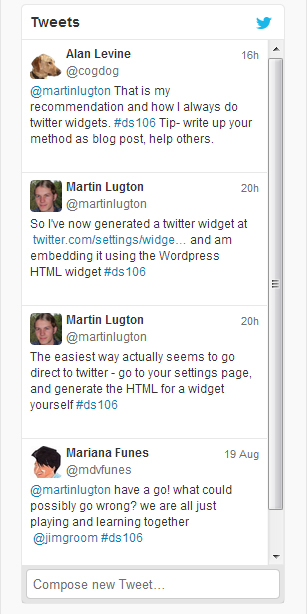 Tweets
Alan Levine 16h
@cogdog
@martinlugton That is my
recommendation and how I always do
twitter widgets. #ds106 Tip- write up your
method as blog post, help others.
Martin Lugton 20h
@martinlugton
So I've now generated a twitter widget at
twitter.com/settings/widge… and am
embedding it using the Wordpress
HTML widget #ds106
Martin Lugton 20h
@martinlugton
The easiest way actually seems to go
direct to twitter - go to your settings page,
and generate the HTML for a widget
yourself #ds106
Mariana Funes 19 Aug
@mdvfunes
@martinlugton have a go! what could
possibly go wrong? we are all just
playing and learning together
@jimgroom #ds106
Compose new Tweet…